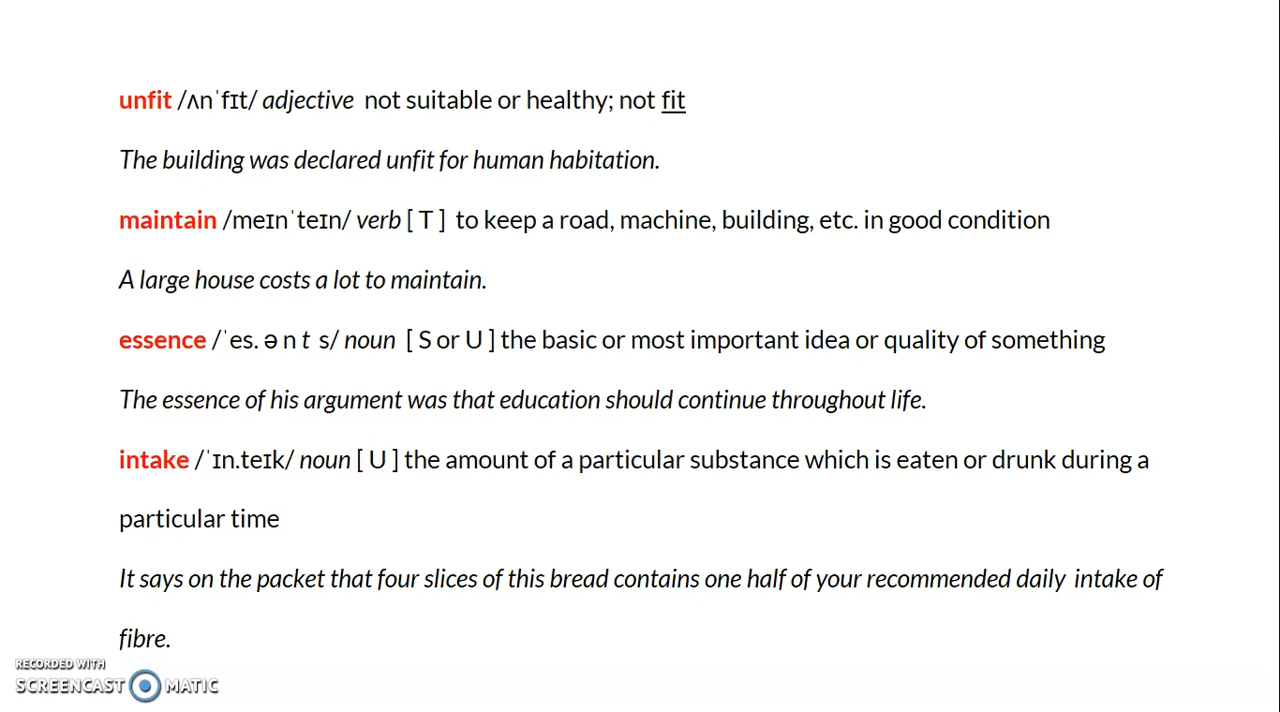 unfit /ʌnˈfɪt/ adjective not suitable or healthy; not fit
The building was declared unfit for human habitation.
maintain /meɪnˈteɪn/ verb [ T ] to keep a road, machine, building, etc. in good condition
A large house costs a lot to maintain.
essence /ˈes. ə n t s/ noun [ S or U ] the basic or most important idea or quality of something
The essence of his argument was that education should continue throughout life.
intake /ˈɪn.teɪk/ noun [ U ] the amount of a particular substance which is eaten or drunk during a
particular time
It says on the packet that four slices of this bread contains one half of your recommended daily intake of
fibre.
RECORDED WITH
SCREENCAST MATIC